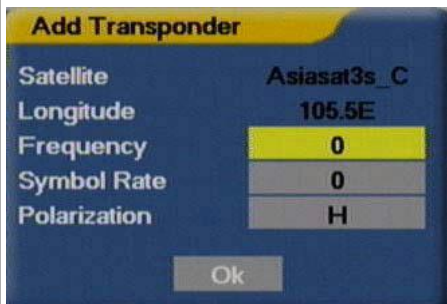 Add Transponder
Satellite Asiasat3s_C
Longitude 105.5E
Frequency 0
Symbol Rate 0
Polarization H
Ok